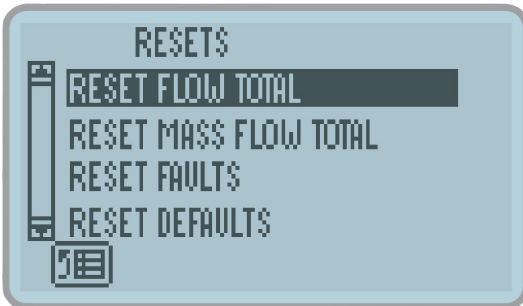 RESETS
RESET FLOW TOTAL
RESET MASS FLOW TOTAL
RESET FAULTS
RESET DEFAULTS